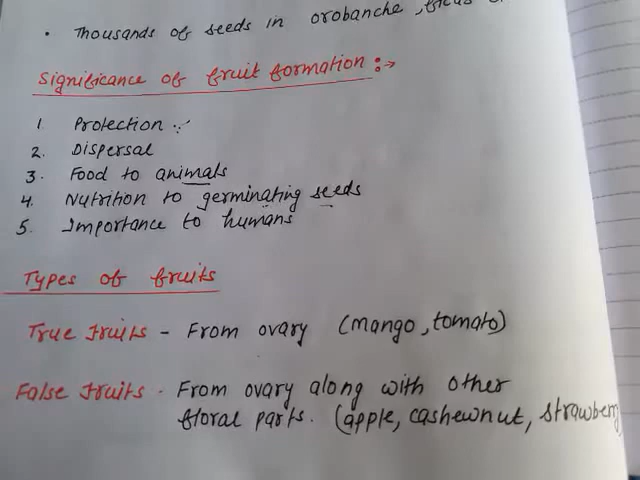 • Thousands of seeds in orobanche, ficus
Significance of fruit formation :→
1. Protection
2. Dispersal
3. Food to animals
4. Nutrition to germinating seeds
5. Importance to humans
Types of fruits
True fruits - From ovary (mango, tomato)
False fruits - From ovary along with other
floral parts. (apple, cashewnut, strawberry